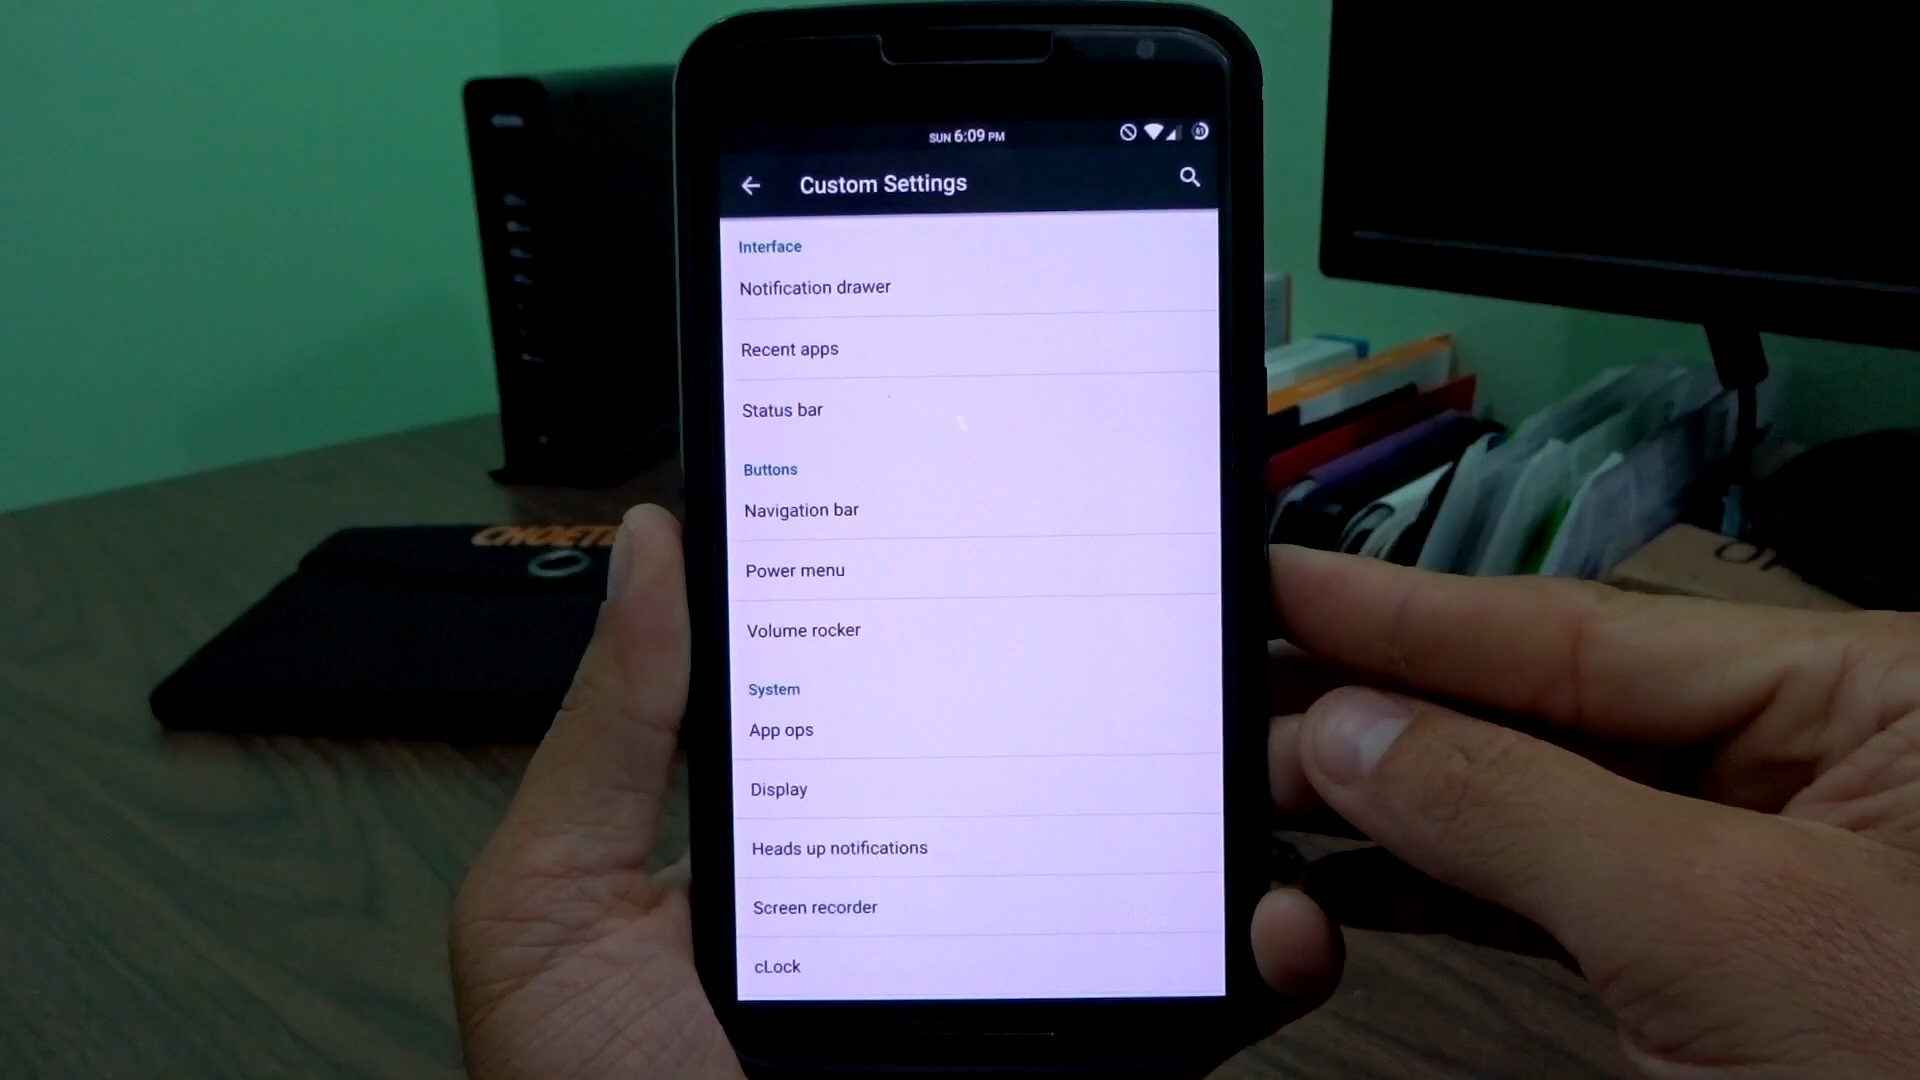 SUN 6:09 PM
61
Custom Settings
Interface
Notification drawer
Recent apps
Status bar
Buttons
Navigation bar
Power menu
Volume rocker
System
App ops
Display
Heads up notifications
Screen recorder
cLock